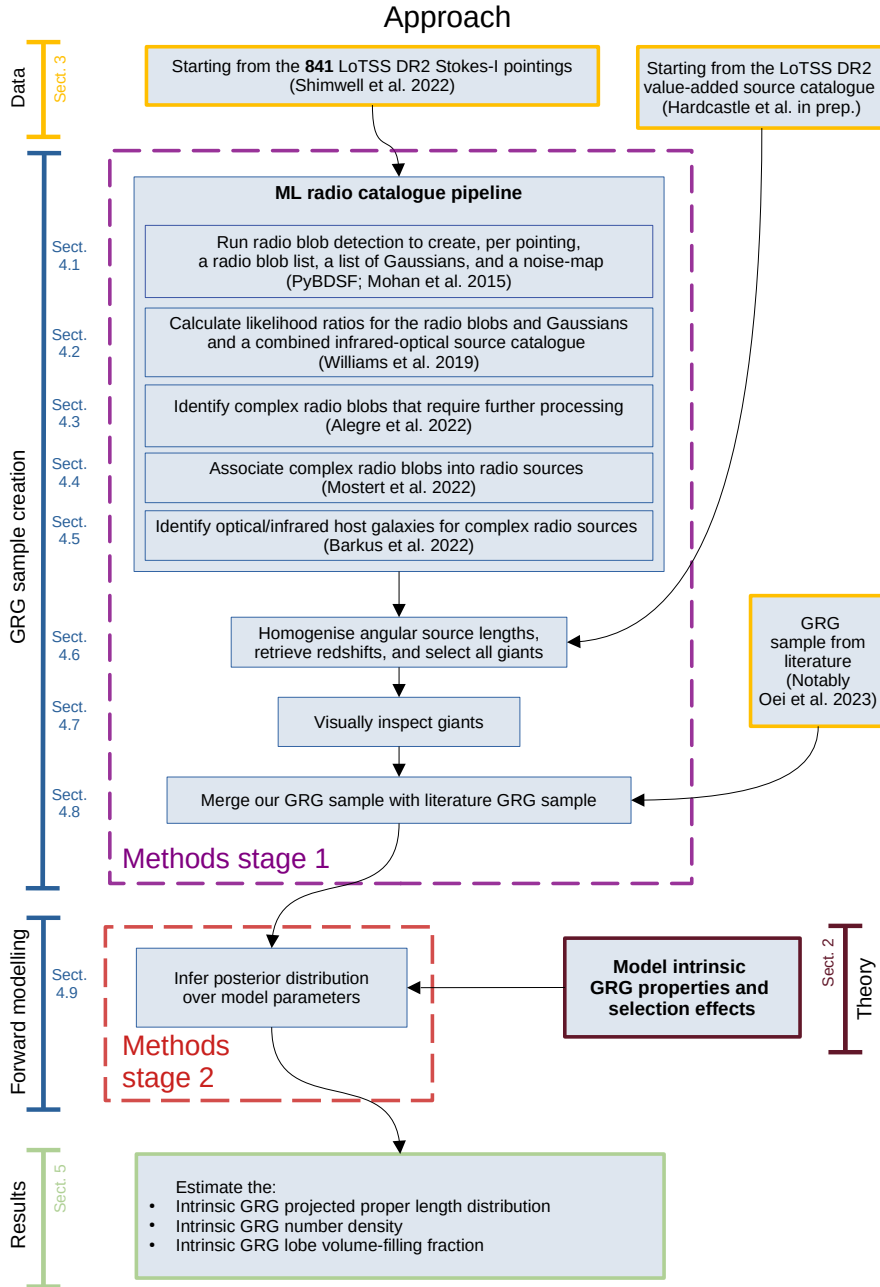 Approach
Data
Sect. 3
Starting from the 841 LoTSS DR2 Stokes-I pointings
(Shimwell et al. 2022)
Starting from the LoTSS DR2
value-added source catalogue
(Hardcastle et al. in prep.)
GRG sample creation
ML radio catalogue pipeline
Sect.
4.1
Run radio blob detection to create, per pointing,
a radio blob list, a list of Gaussians, and a noise-map
(PyBDSF; Mohan et al. 2015)
Sect.
4.2
Calculate likelihood ratios for the radio blobs and Gaussians
and a combined infrared-optical source catalogue
(Williams et al. 2019)
Sect.
4.3
Identify complex radio blobs that require further processing
(Alegre et al. 2022)
Sect.
4.4
Associate complex radio blobs into radio sources
(Mostert et al. 2022)
Sect.
4.5
Identify optical/infrared host galaxies for complex radio sources
(Barkus et al. 2022)
Sect.
4.6
Homogenise angular source lengths,
retrieve redshifts, and select all giants
GRG
sample from
literature
(Notably
Oei et al. 2023)
Sect.
4.7
Visually inspect giants
Sect.
4.8
Merge our GRG sample with literature GRG sample
Methods stage 1
Forward modelling
Sect.
4.9
Infer posterior distribution
over model parameters
Methods
stage 2
Model intrinsic
GRG properties and
selection effects
Sect. 2
Theory
Results
Sect. 5
Estimate the:
• Intrinsic GRG projected proper length distribution
• Intrinsic GRG number density
• Intrinsic GRG lobe volume-filling fraction